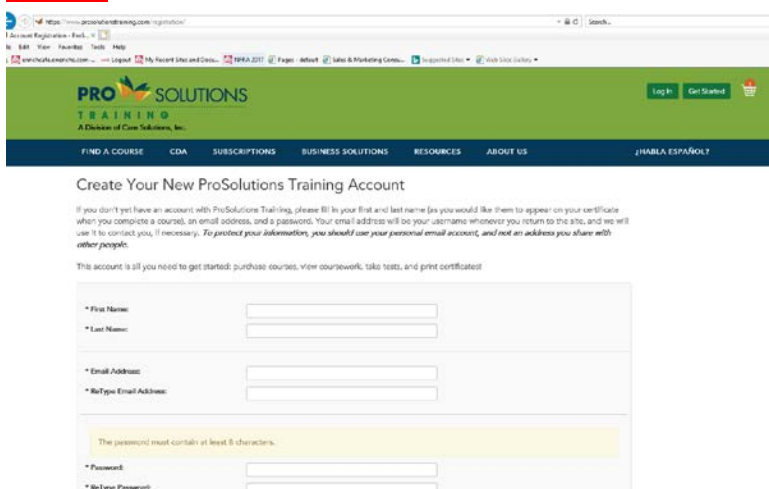 https://www.prosolutionstraining.com/registration/
Search...
Account Registration - ProS...
Edit View Favorites Tools Help
Logout My Recent Sites and Docu... NPRA 2017 Pages - default Sales & Marketing Consu... Suggested Sites Web Slice Gallery
PRO SOLUTIONS
TRAINING
A Division of Care Solutions, Inc.
Log In Get Started
FIND A COURSE CDA SUBSCRIPTIONS BUSINESS SOLUTIONS RESOURCES ABOUT US ¿HABLA ESPAÑOL?
Create Your New ProSolutions Training Account
If you don't yet have an account with ProSolutions Training, please fill in your first and last name (as you would like them to appear on your certificate
when you complete a course), an email address, and a password. Your email address will be your username whenever you return to the site, and we will
use it to contact you, if necessary. To protect your information, you should use your personal email account, and not an address you share with
other people.
This account is all you need to get started: purchase courses, view coursework, take tests, and print certificates!
* First Name:
* Last Name:
* Email Address:
* ReType Email Address:
The password must contain at least 8 characters.
* Password:
* ReType Password: